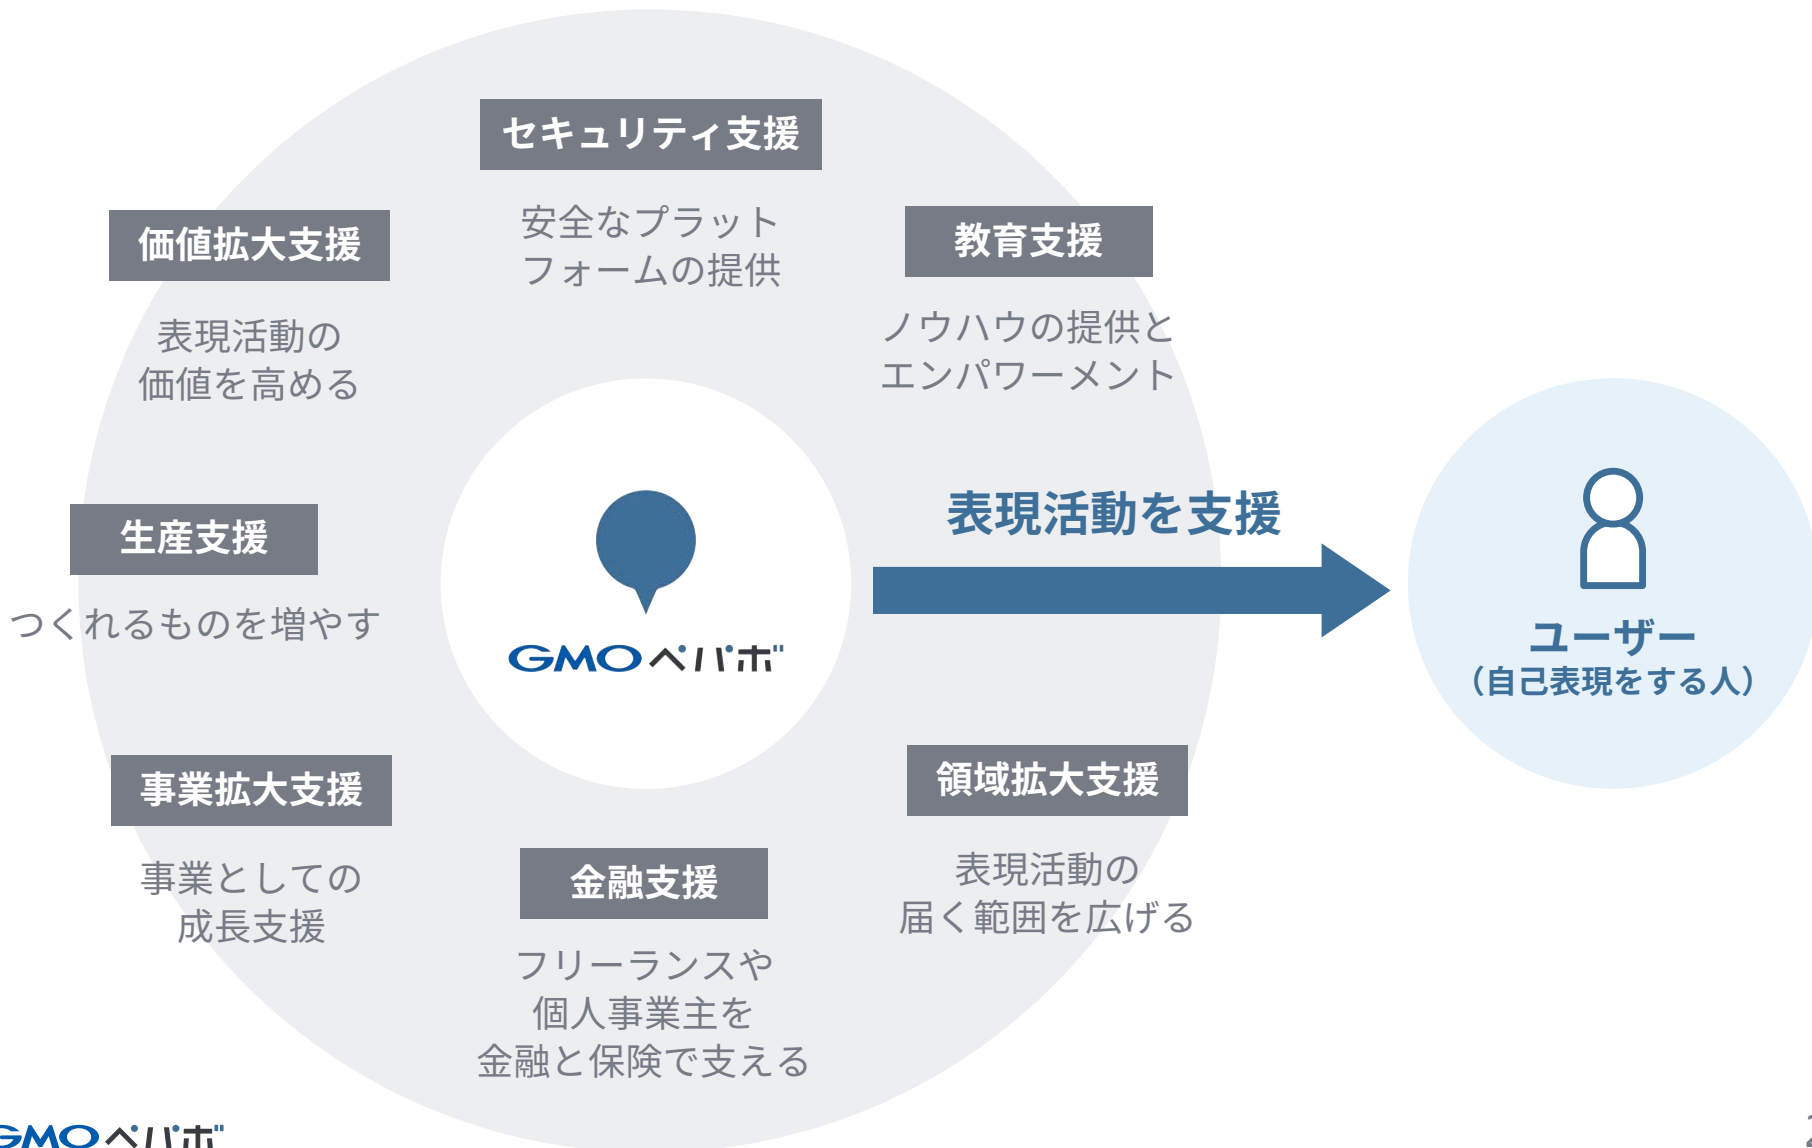 セキュリティ支援
安全なプラット
フォームの提供
価値拡大支援
表現活動の
価値を高める
教育支援
ノウハウの提供と
エンパワーメント
生産支援
つくれるものを増やす
GMOペパボ
表現活動を支援
ユーザー
（自己表現をする人）
事業拡大支援
事業としての
成長支援
金融支援
フリーランスや
個人事業主を
金融と保険で支える
領域拡大支援
表現活動の
届く範囲を広げる
GMOペパボ